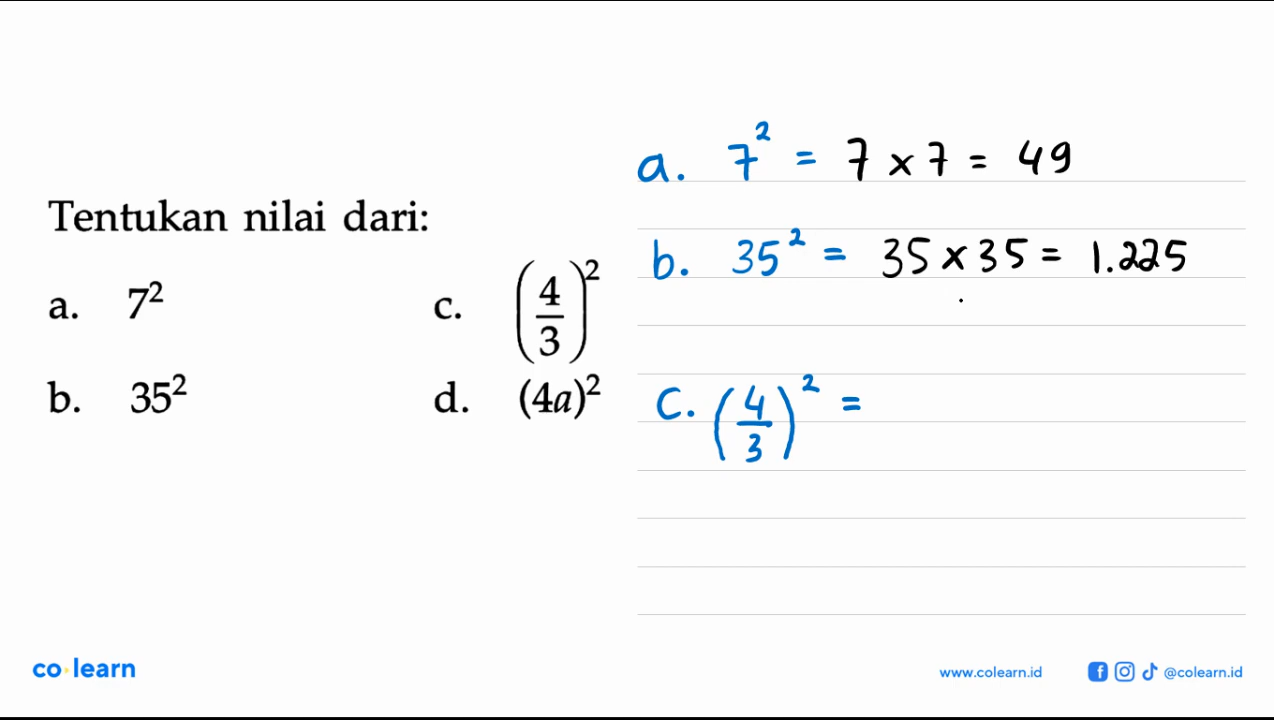 Tentukan nilai dari:
a. 7²
c. (4/3)²
b. 35²
d. (4a)²
a. 7² = 7 x 7 = 49
b. 35² = 35 x 35 = 1.225
C. (4/3)² =
co·learn
www.colearn.id
@colearn.id